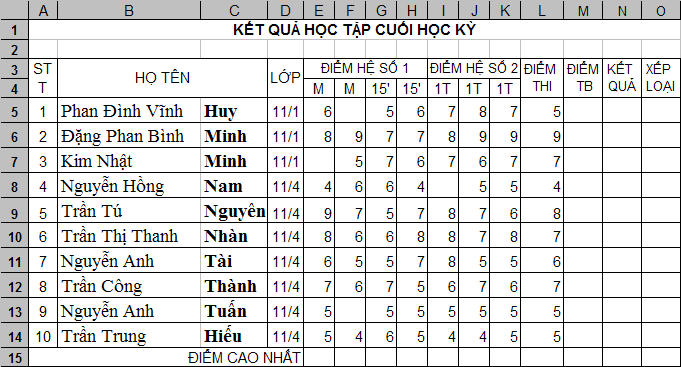 A B C D E F G H I J K L M N O
1 KẾT QUẢ HỌC TẬP CUỐI HỌC KỲ
2
3 STT HỌ TÊN LỚP ĐIỂM HỆ SỐ 1 ĐIỂM HỆ SỐ 2 ĐIỂM THI ĐIỂM TB KẾT QUẢ XẾP LOẠI
4 M M 15' 15' 1T 1T 1T
5 1 Phan Đình Vĩnh Huy 11/1 6 5 6 7 8 7 5
6 2 Đặng Phan Bình Minh 11/1 8 9 7 7 8 9 9 9
7 3 Kim Nhật Minh 11/1 5 7 6 7 6 7 7
8 4 Nguyễn Hồng Nam 11/4 4 6 6 4 5 5 4
9 5 Trần Tú Nguyên 11/4 9 7 5 7 8 7 6 8
10 6 Trần Thị Thanh Nhàn 11/4 8 6 6 8 8 7 8 7
11 7 Nguyễn Anh Tài 11/4 6 5 5 7 8 5 5 6
12 8 Trần Công Thành 11/4 7 6 7 5 6 7 6 7
13 9 Nguyễn Anh Tuấn 11/4 5 5 5 5 5 5 5
14 10 Trần Trung Hiếu 11/4 5 4 6 5 4 4 5 5
15 ĐIỂM CAO NHẤT